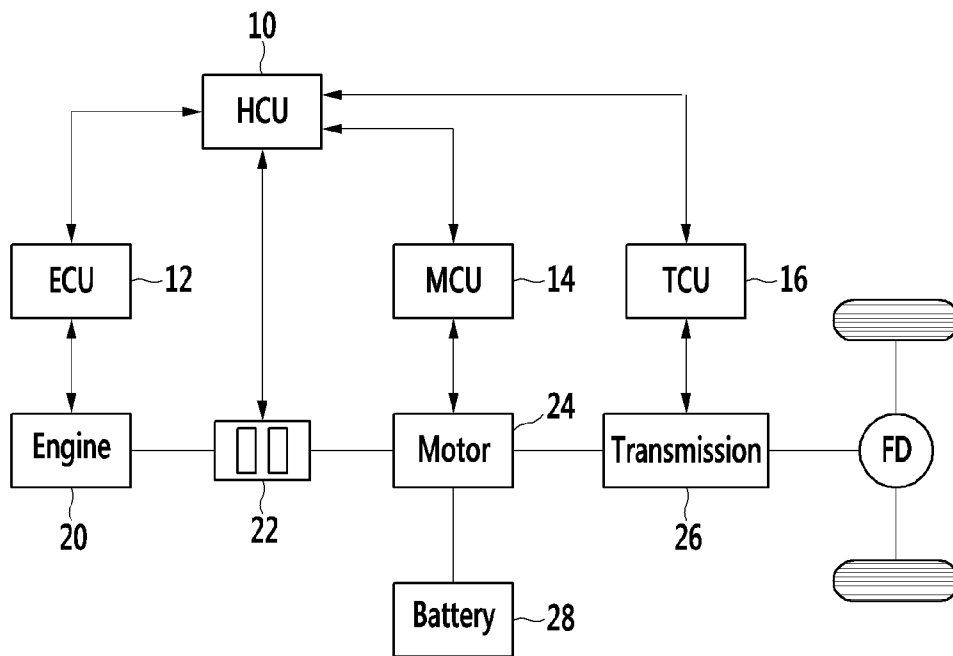 10
HCU
ECU
12
MCU
14
TCU
16
Engine
20
22
Motor
24
Transmission
26
FD
Battery
28